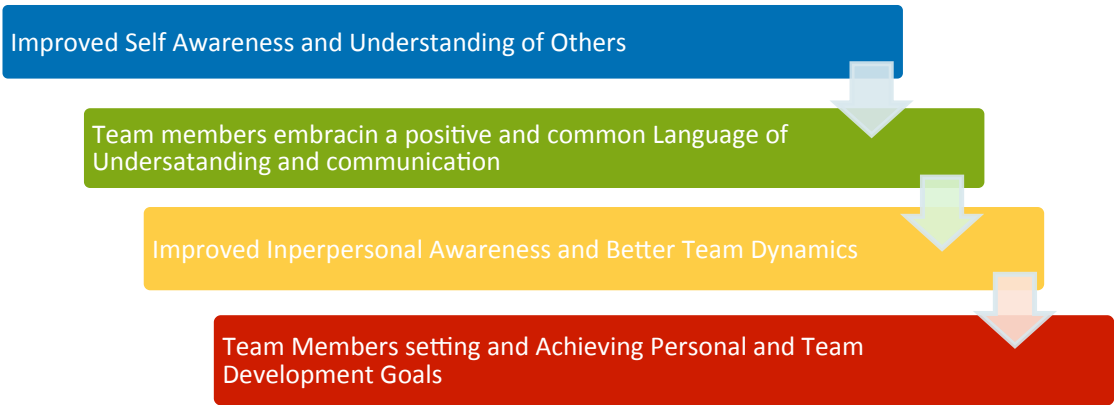 Improved Self Awareness and Understanding of Others
Team members embracin a positive and common Language of
Undersatanding and communication
Improved Inperpersonal Awareness and Better Team Dynamics
Team Members setting and Achieving Personal and Team
Development Goals